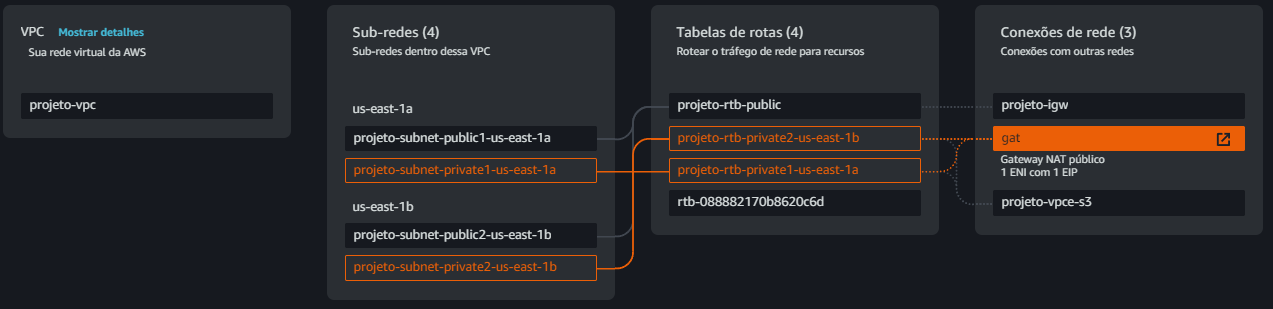 VPC Mostrar detalhes
Sua rede virtual da AWS
projeto-vpc
Sub-redes (4)
Sub-redes dentro dessa VPC
us-east-1a
projeto-subnet-public1-us-east-1a
projeto-subnet-private1-us-east-1a
us-east-1b
projeto-subnet-public2-us-east-1b
projeto-subnet-private2-us-east-1b
Tabelas de rotas (4)
Rotear o tráfego de rede para recursos
projeto-rtb-public
projeto-rtb-private2-us-east-1b
projeto-rtb-private1-us-east-1a
rtb-088882170b8620c6d
Conexões de rede (3)
Conexões com outras redes
projeto-igw
gat
Gateway NAT público
1 ENI com 1 EIP
projeto-vpce-s3